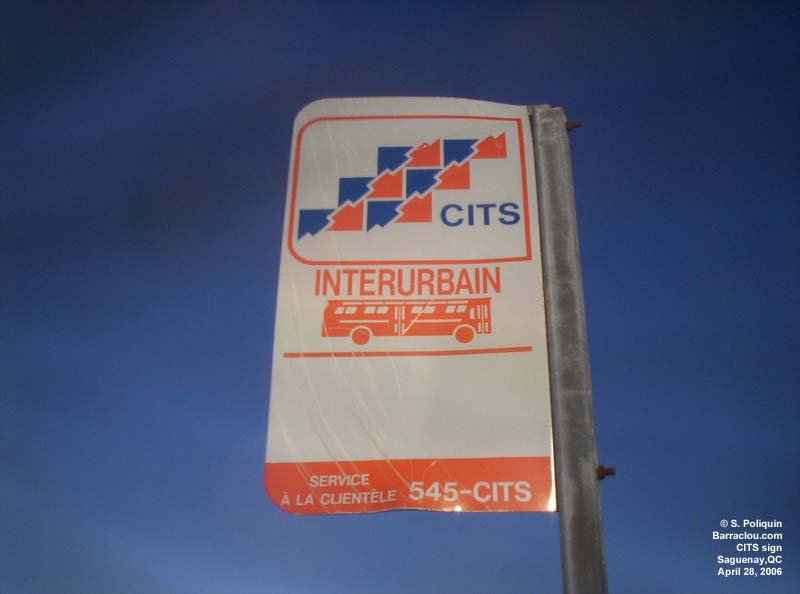 CITS
INTERURBAIN
SERVICE
À LA CLIENTÈLE 545-CITS
© S. Poliquin
Barraclou.com
CITS sign
Saguenay,QC
April 28, 2006